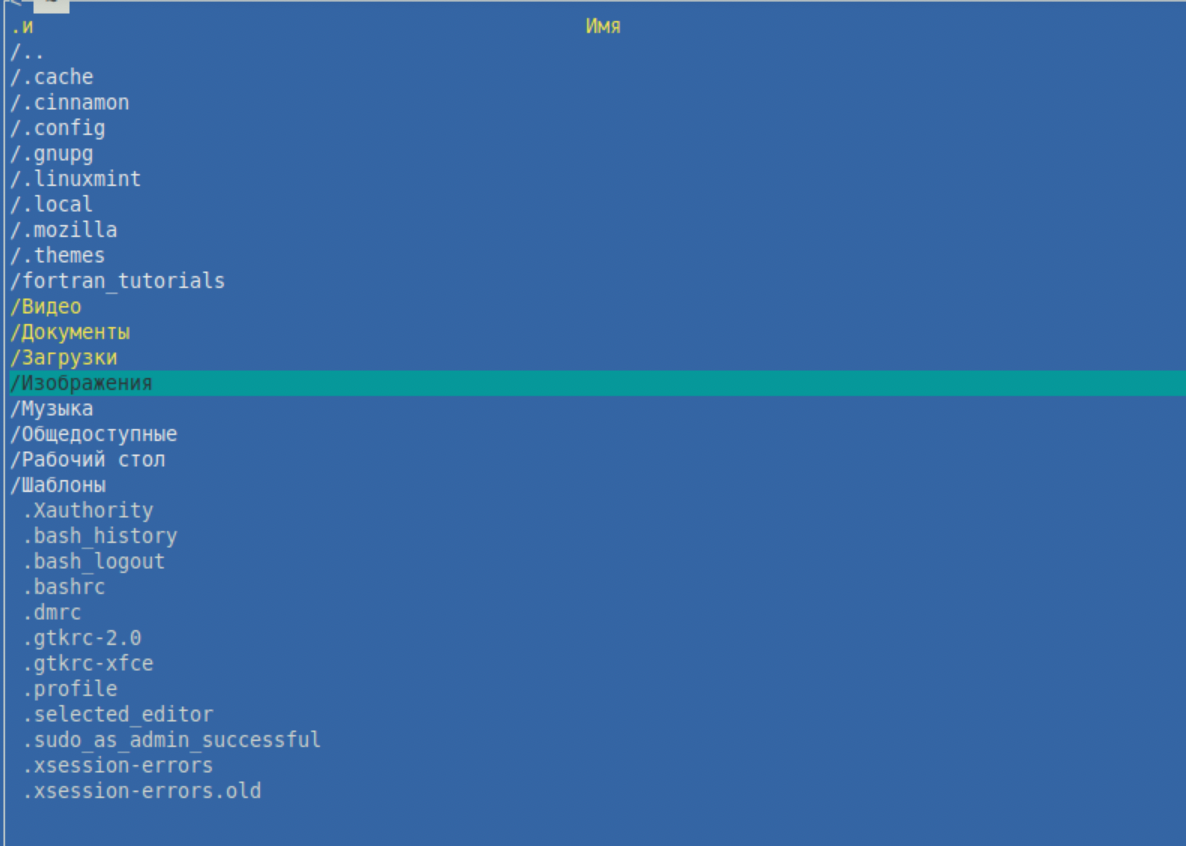 .и Имя
/..
/.cache
/.cinnamon
/.config
/.gnupg
/.linuxmint
/.local
/.mozilla
/.themes
/fortran_tutorials
/Видео
/Документы
/Загрузки
/Изображения
/Музыка
/Общедоступные
/Рабочий стол
/Шаблоны
.Xauthority
.bash_history
.bash_logout
.bashrc
.dmrc
.gtkrc-2.0
.gtkrc-xfce
.profile
.selected_editor
.sudo_as_admin_successful
.xsession-errors
.xsession-errors.old